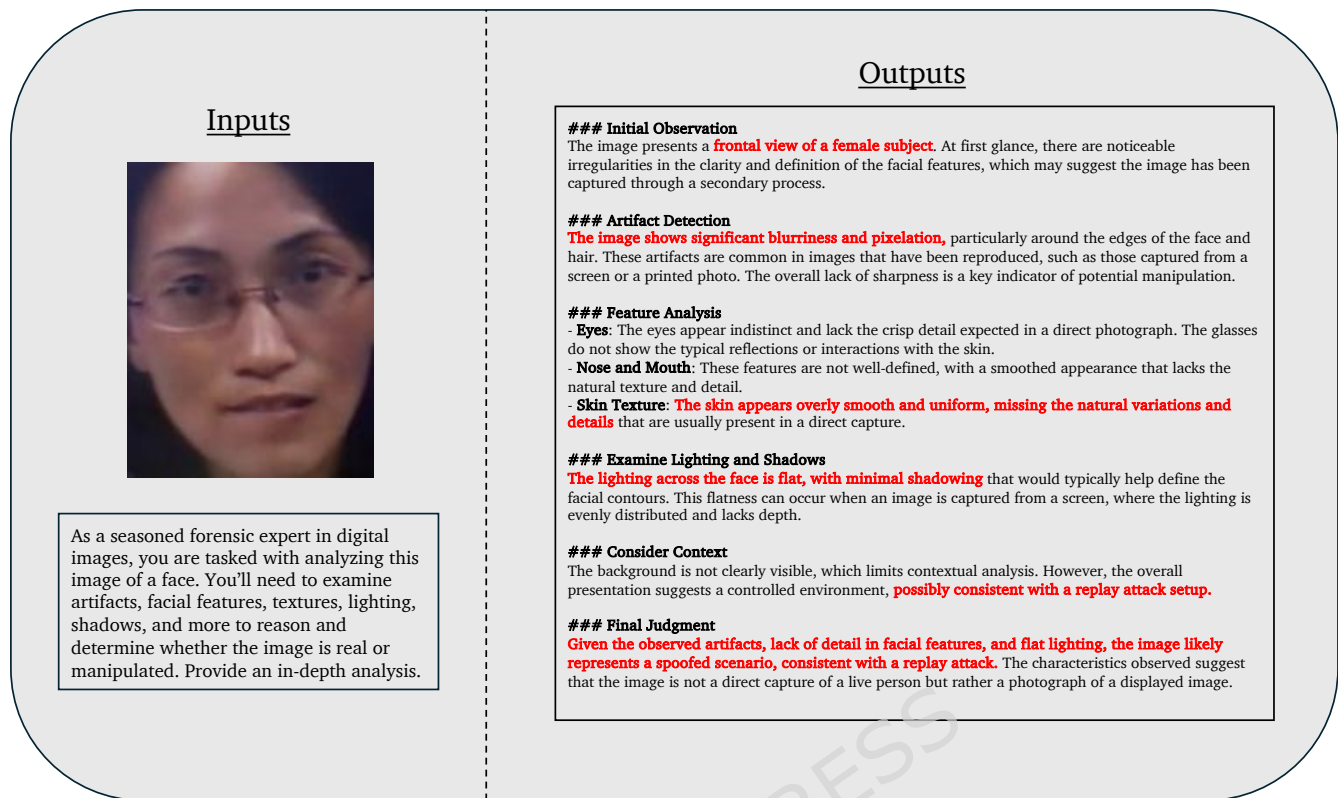 Inputs
As a seasoned forensic expert in digital
images, you are tasked with analyzing this
image of a face. You’ll need to examine
artifacts, facial features, textures, lighting,
shadows, and more to reason and
determine whether the image is real or
manipulated. Provide an in-depth analysis.
Outputs
### Initial Observation
The image presents a frontal view of a female subject. At first glance, there are noticeable
irregularities in the clarity and definition of the facial features, which may suggest the image has been
captured through a secondary process.
### Artifact Detection
The image shows significant blurriness and pixelation, particularly around the edges of the face and
hair. These artifacts are common in images that have been reproduced, such as those captured from a
screen or a printed photo. The overall lack of sharpness is a key indicator of potential manipulation.
### Feature Analysis
- Eyes: The eyes appear indistinct and lack the crisp detail expected in a direct photograph. The glasses
do not show the typical reflections or interactions with the skin.
- Nose and Mouth: These features are not well-defined, with a smoothed appearance that lacks the
natural texture and detail.
- Skin Texture: The skin appears overly smooth and uniform, missing the natural variations and
details that are usually present in a direct capture.
### Examine Lighting and Shadows
The lighting across the face is flat, with minimal shadowing that would typically help define the
facial contours. This flatness can occur when an image is captured from a screen, where the lighting is
evenly distributed and lacks depth.
### Consider Context
The background is not clearly visible, which limits contextual analysis. However, the overall
presentation suggests a controlled environment, possibly consistent with a replay attack setup.
### Final Judgment
Given the observed artifacts, lack of detail in facial features, and flat lighting, the image likely
represents a spoofed scenario, consistent with a replay attack. The characteristics observed suggest
that the image is not a direct capture of a live person but rather a photograph of a displayed image.